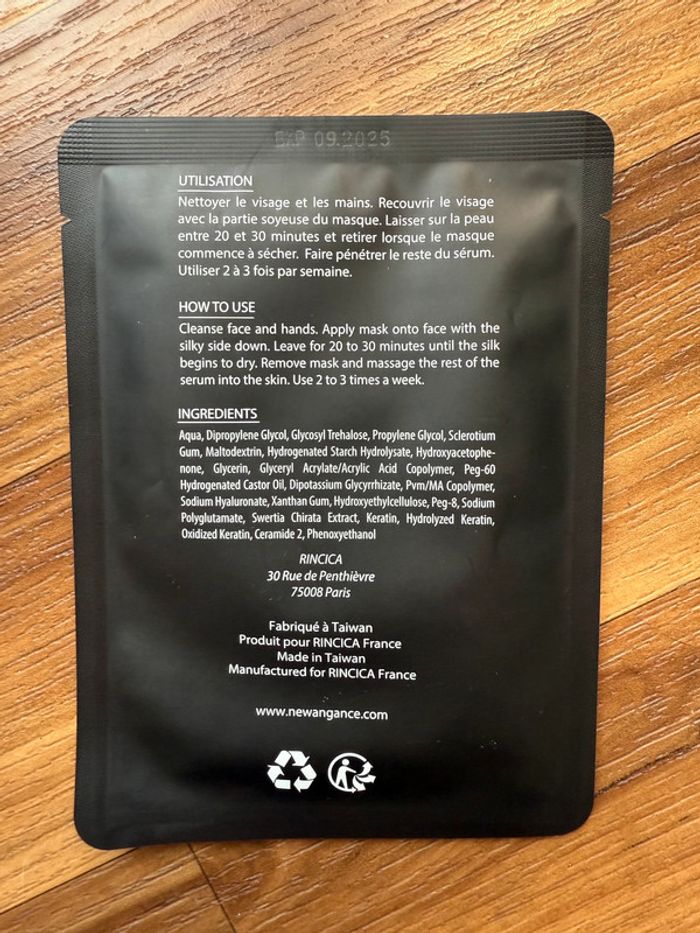 EXP 09.2025
UTILISATION
Nettoyer le visage et les mains. Recouvrir le visage
avec la partie soyeuse du masque. Laisser sur la peau
entre 20 et 30 minutes et retirer lorsque le masque
commence à sécher. Faire pénétrer le reste du sérum.
Utiliser 2 à 3 fois par semaine.
HOW TO USE
Cleanse face and hands. Apply mask onto face with the
silky side down. Leave for 20 to 30 minutes until the silk
begins to dry. Remove mask and massage the rest of the
serum into the skin. Use 2 to 3 times a week.
INGREDIENTS
Aqua, Dipropylene Glycol, Glycosyl Trehalose, Propylene Glycol, Sclerotium
Gum, Maltodextrin, Hydrogenated Starch Hydrolysate, Hydroxyacetophe-
none, Glycerin, Glyceryl Acrylate/Acrylic Acid Copolymer, Peg-60
Hydrogenated Castor Oil, Dipotassium Glycyrrhizate, Pvm/MA Copolymer,
Sodium Hyaluronate, Xanthan Gum, Hydroxyethylcellulose, Peg-8, Sodium
Polyglutamate, Swertia Chirata Extract, Keratin, Hydrolyzed Keratin,
Oxidized Keratin, Ceramide 2, Phenoxyethanol
RINCICA
30 Rue de Penthièvre
75008 Paris
Fabriqué à Taiwan
Produit pour RINCICA France
Made in Taiwan
Manufactured for RINCICA France
www.newangance.com